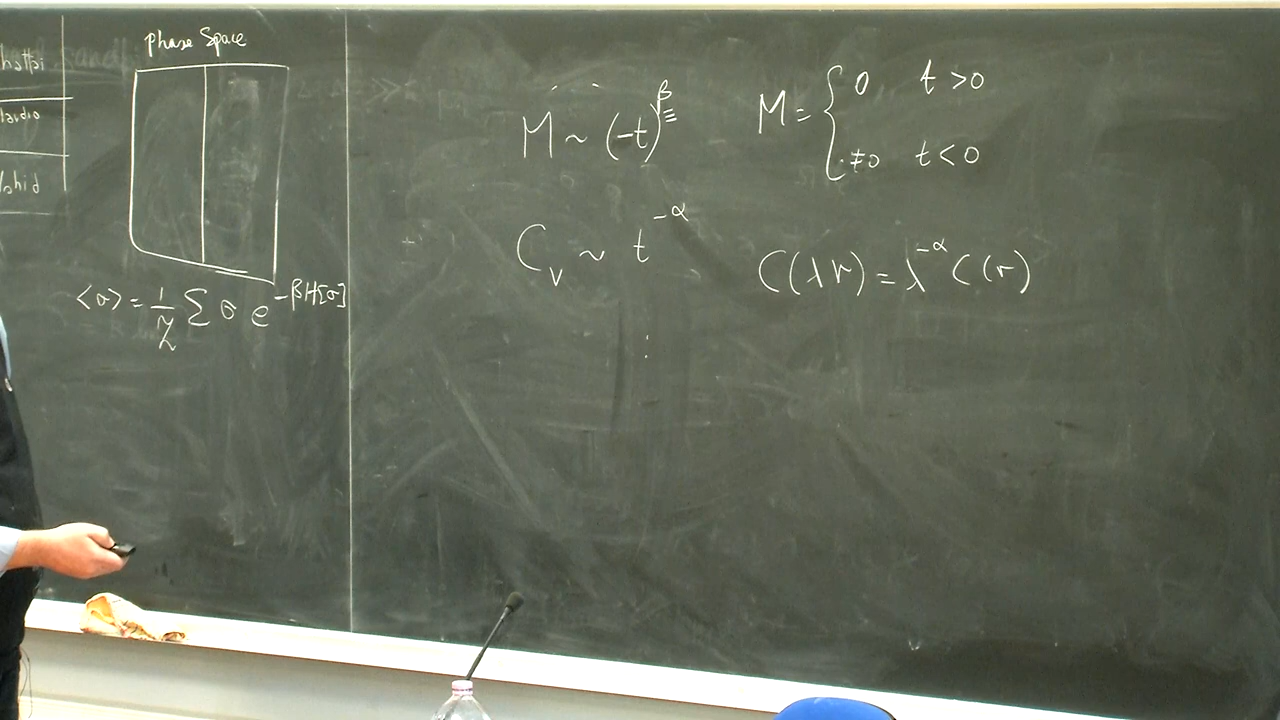 Phase Space
<σ> = 1/Z Σ σ e^{-βH[σ]}
M ~ (-t)^β
M = { 0 t > 0
≠0 t < 0
C_v ~ t^{-α}
C(λr) = λ^{-α} C(r)
⋮